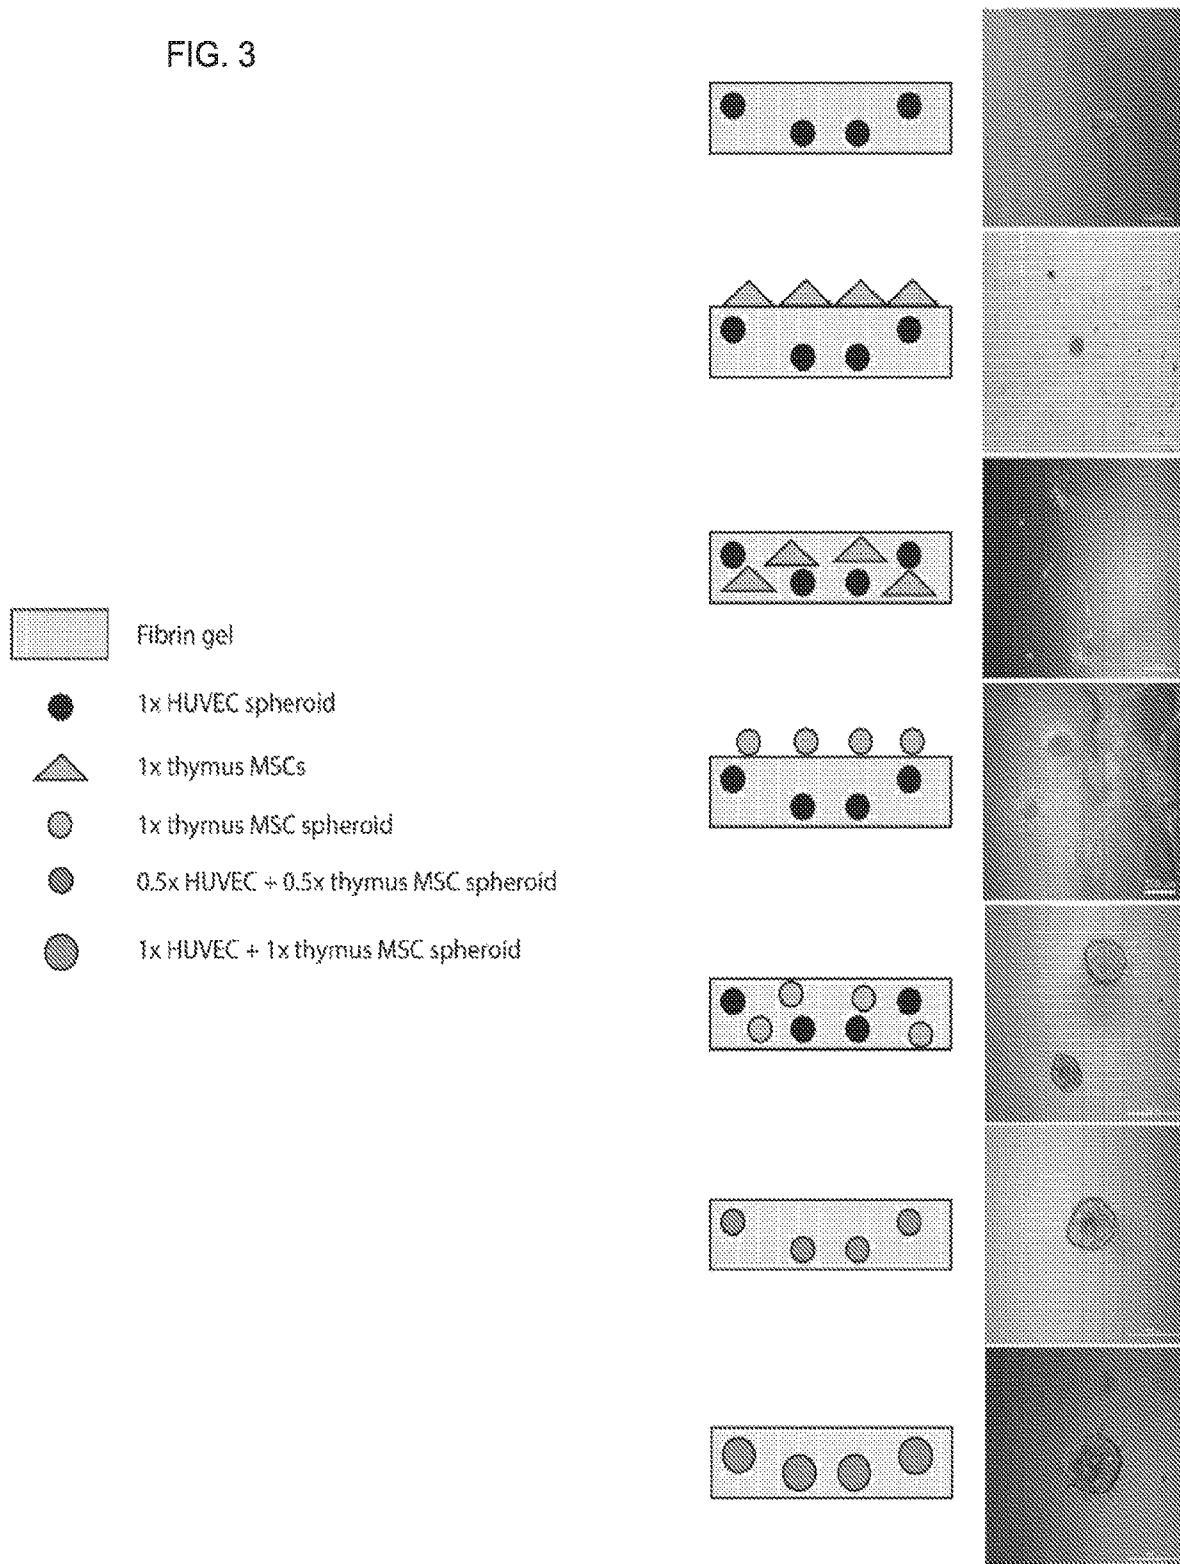 FIG. 3
Fibrin gel
1x HUVEC spheroid
1x thymus MSCs
1x thymus MSC spheroid
0.5x HUVEC + 0.5x thymus MSC spheroid
1x HUVEC + 1x thymus MSC spheroid